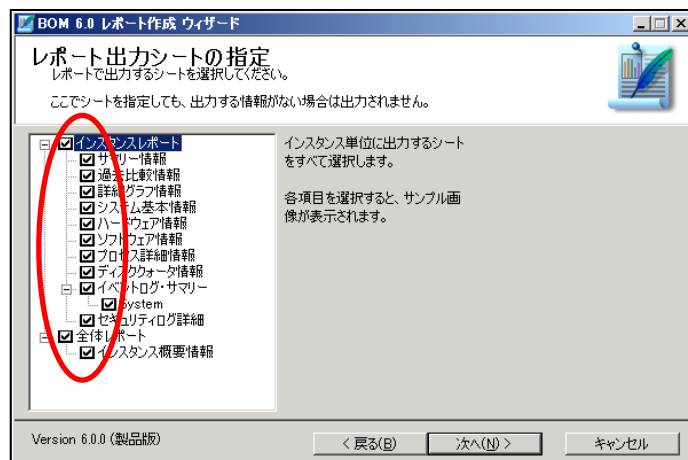 BOM 6.0 レポート作成 ウィザード
レポート出力シートの指定
レポートで出力するシートを選択してください。
ここでシートを指定しても、出力する情報がない場合は出力されません。
インスタンスレポート
サマリー情報
過去比較情報
詳細グラフ情報
システム基本情報
ハードウェア情報
ソフトウェア情報
プロセス詳細情報
ディスククォータ情報
イベントログ・サマリー
System
セキュリティログ詳細
全体レポート
インスタンス概要情報
インスタンス単位に出力するシート
をすべて選択します。
各項目を選択すると、サンプル画
像が表示されます。
Version 6.0.0 (製品版)
< 戻る(B)
次へ(N) >
キャンセル